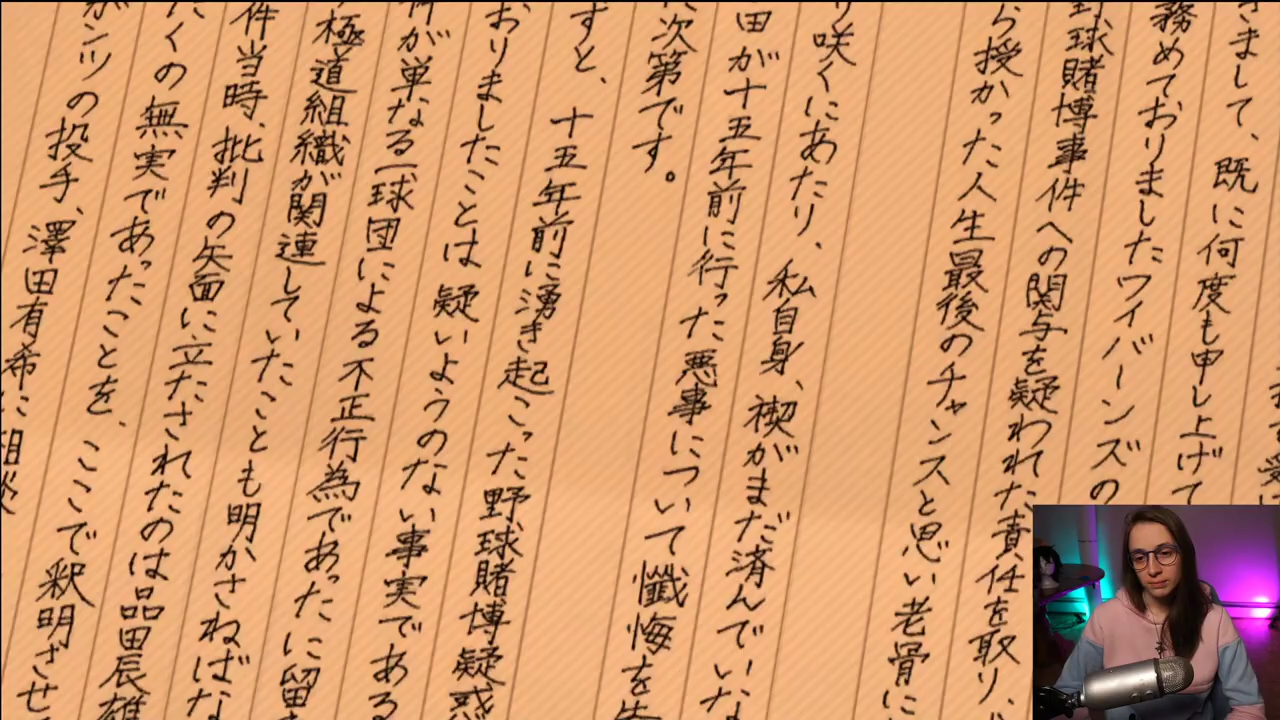 きまして、既に何度も申し上げて
務めておりましたワイバーンズの
野球賭博事件への関与を疑われた責任を取り、
ら授かった人生最後のチャンスと思い老骨に
り咲くにあたり、私自身、禊がまだ済んでいな
田が十五年前に行った悪事について懺悔を告
た次第です。
すと、十五年前に湧き起こった野球賭博疑惑
おりましたことは疑いようのない事実である
件が単なる一球団による不正行為であったに留ま
極道組織が関連していたことも明かさねばな
件当時、批判の矢面に立たされたのは品田辰雄
たくの無実であったことを、ここで釈明させ
ガンツの投手、澤田有希に相談